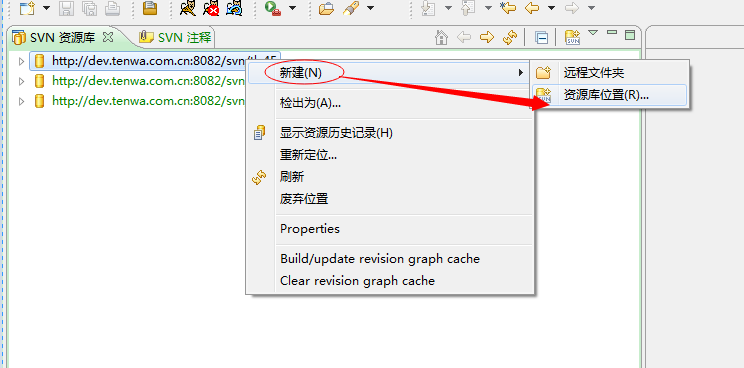 SVN 资源库
SVN 注释
http://dev.tenwa.com.cn:8082/svn/tl_45
http://dev.tenwa.com.cn:8082/svn
http://dev.tenwa.com.cn:8082/svn
新建(N)
检出为(A)...
显示资源历史记录(H)
重新定位...
刷新
废弃位置
Properties
Build/update revision graph cache
Clear revision graph cache
远程文件夹
资源库位置(R)...